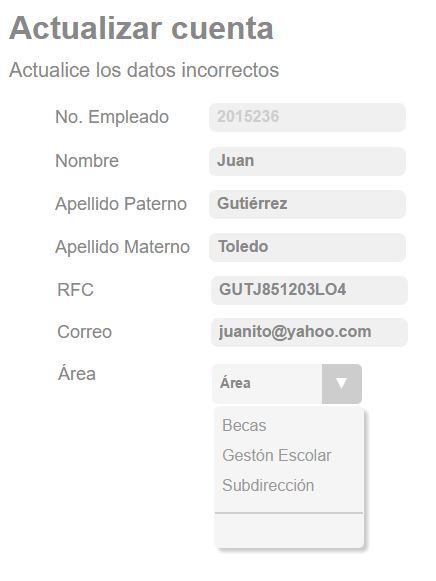 Actualizar cuenta
Actualice los datos incorrectos
No. Empleado 2015236
Nombre Juan
Apellido Paterno Gutiérrez
Apellido Materno Toledo
RFC GUTJ851203LO4
Correo juanito@yahoo.com
Área Área ▼
Becas
Gestón Escolar
Subdirección